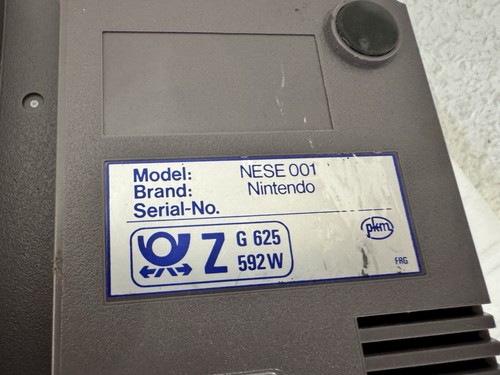 Model: NESE 001
Brand: Nintendo
Serial-No.
Z G 625
592 W
pkm
FRG